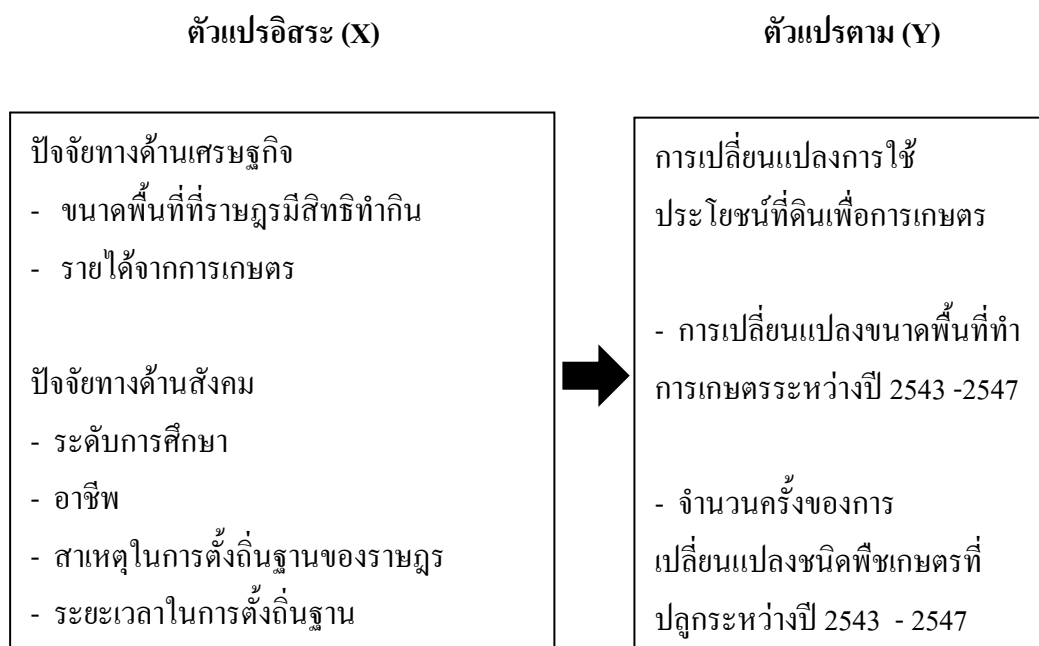 ตัวแปรอิสระ (X)
ตัวแปรตาม (Y)
ปัจจัยทางด้านเศรษฐกิจ
- ขนาดพื้นที่ที่ราษฎรมีสิทธิทำกิน
- รายได้จากการเกษตร
ปัจจัยทางด้านสังคม
- ระดับการศึกษา
- อาชีพ
- สาเหตุในการตั้งถิ่นฐานของราษฎร
- ระยะเวลาในการตั้งถิ่นฐาน
การเปลี่ยนแปลงการใช้
ประโยชน์ที่ดินเพื่อการเกษตร
- การเปลี่ยนแปลงขนาดพื้นที่ทำ
การเกษตรระหว่างปี 2543 -2547
- จำนวนครั้งของการ
เปลี่ยนแปลงชนิดพืชเกษตรที่
ปลูกระหว่างปี 2543 - 2547